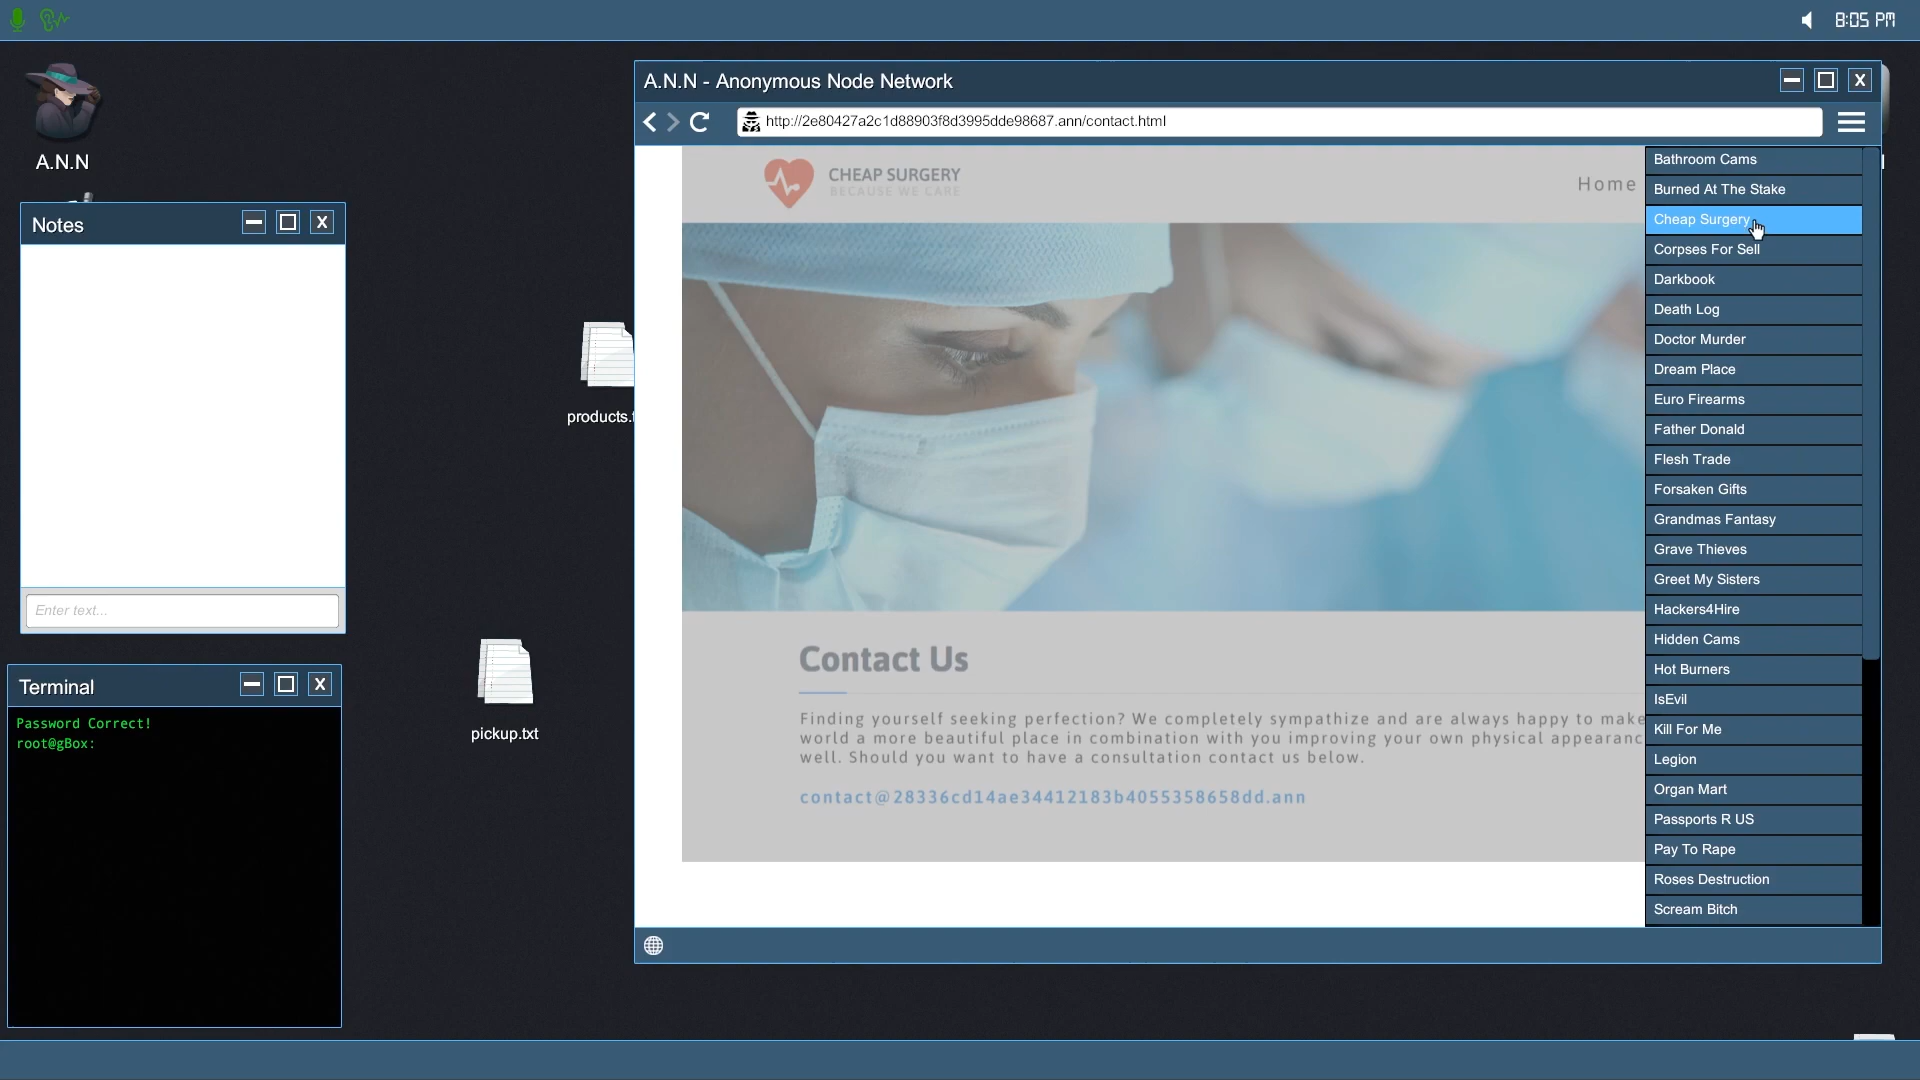 8:05 PM
A.N.N
Notes
Enter text...
Terminal
Password Correct!
root@gBox:
products.t
pickup.txt
A.N.N - Anonymous Node Network
http://2e80427a2c1d88903f8d3995dde98687.ann/contact.html
CHEAP SURGERY
BECAUSE WE CARE
Home
Contact Us
Finding yourself seeking perfection? We completely sympathize and are always happy to make
world a more beautiful place in combination with you improving your own physical appearanc
well. Should you want to have a consultation contact us below.
contact@28336cd14ae34412183b4055358658dd.ann
Bathroom Cams
Burned At The Stake
Cheap Surgery
Corpses For Sell
Darkbook
Death Log
Doctor Murder
Dream Place
Euro Firearms
Father Donald
Flesh Trade
Forsaken Gifts
Grandmas Fantasy
Grave Thieves
Greet My Sisters
Hackers4Hire
Hidden Cams
Hot Burners
IsEvil
Kill For Me
Legion
Organ Mart
Passports R US
Pay To Rape
Roses Destruction
Scream Bitch